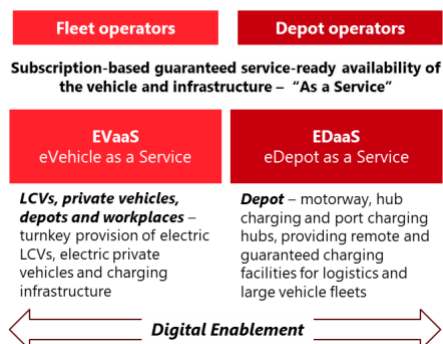 Fleet operators
Depot operators
Subscription-based guaranteed service-ready availability of
the vehicle and infrastructure – “As a Service”
EVaaS
eVehicle as a Service
LCVs, private vehicles,
depots and workplaces –
turnkey provision of electric
LCVs, electric private
vehicles and charging
infrastructure
EDaaS
eDepot as a Service
Depot – motorway, hub
charging and port charging
hubs, providing remote and
guaranteed charging
facilities for logistics and
large vehicle fleets
Digital Enablement